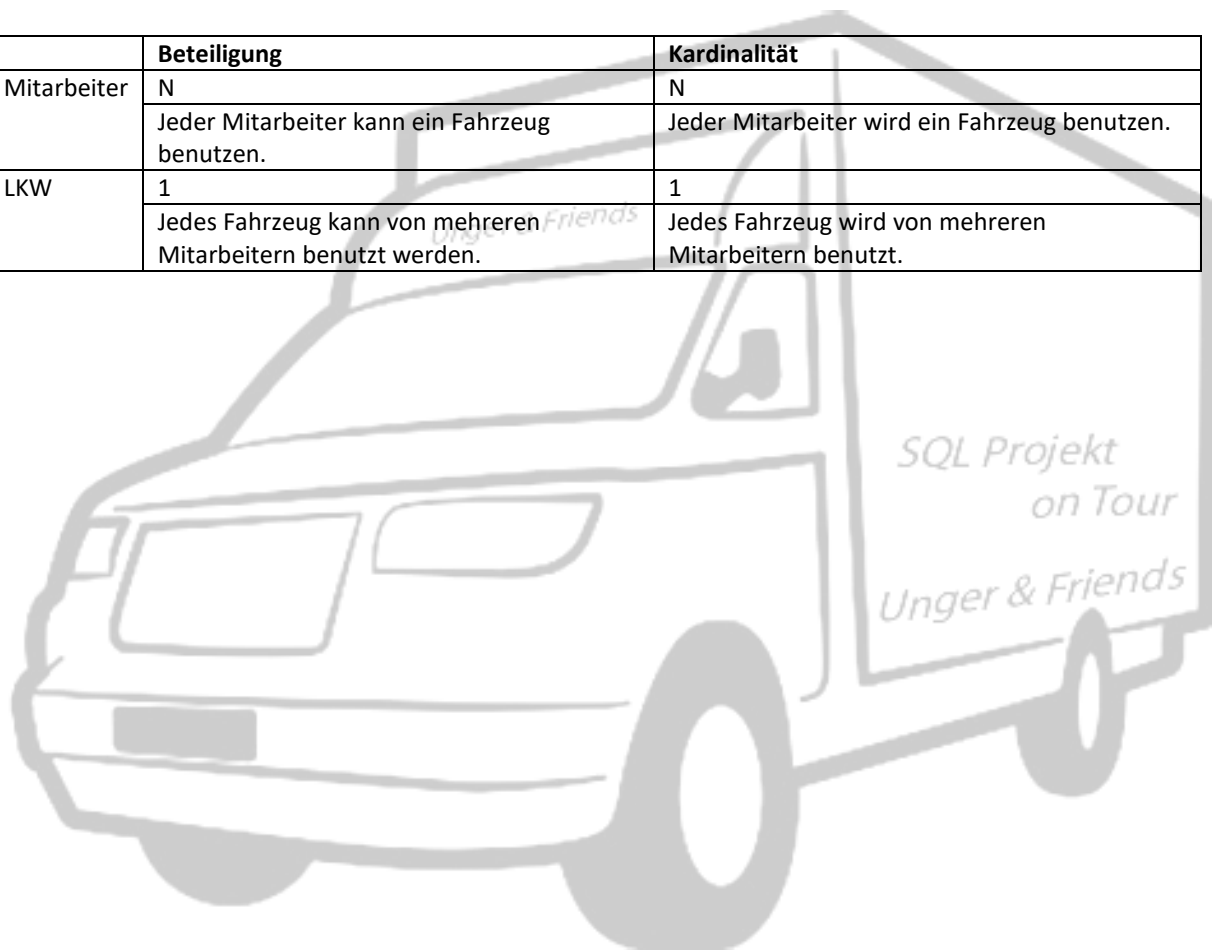 Beteiligung Kardinalität
Mitarbeiter N N
Jeder Mitarbeiter kann ein Fahrzeug Jeder Mitarbeiter wird ein Fahrzeug benutzen.
benutzen.
LKW 1 1
Jedes Fahrzeug kann von mehreren Jedes Fahrzeug wird von mehreren
Mitarbeitern benutzt werden. Mitarbeitern benutzt.
Unger & Friends
SQL Projekt
on Tour
Unger & Friends